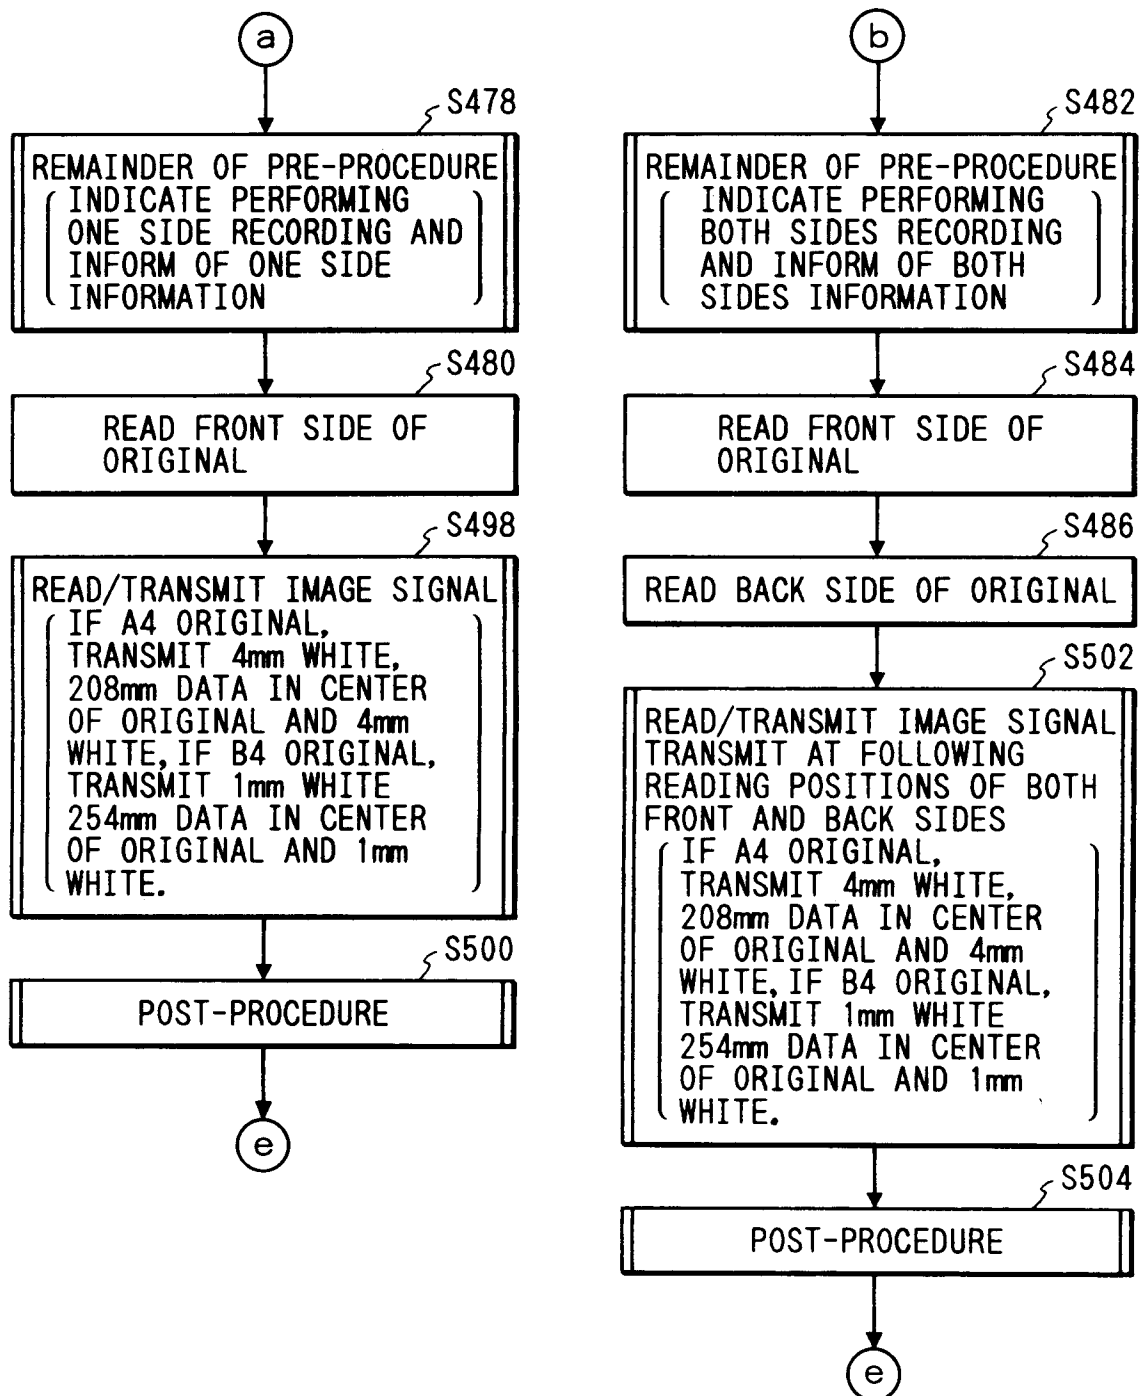 a
S478
REMAINDER OF PRE-PROCEDURE
INDICATE PERFORMING
ONE SIDE RECORDING AND
INFORM OF ONE SIDE
INFORMATION
S480
READ FRONT SIDE OF
ORIGINAL
S498
READ/TRANSMIT IMAGE SIGNAL
IF A4 ORIGINAL,
TRANSMIT 4mm WHITE,
208mm DATA IN CENTER
OF ORIGINAL AND 4mm
WHITE, IF B4 ORIGINAL,
TRANSMIT 1mm WHITE
254mm DATA IN CENTER
OF ORIGINAL AND 1mm
WHITE.
S500
POST-PROCEDURE
e
b
S482
REMAINDER OF PRE-PROCEDURE
INDICATE PERFORMING
BOTH SIDES RECORDING
AND INFORM OF BOTH
SIDES INFORMATION
S484
READ FRONT SIDE OF
ORIGINAL
S486
READ BACK SIDE OF ORIGINAL
S502
READ/TRANSMIT IMAGE SIGNAL
TRANSMIT AT FOLLOWING
READING POSITIONS OF BOTH
FRONT AND BACK SIDES
IF A4 ORIGINAL,
TRANSMIT 4mm WHITE,
208mm DATA IN CENTER
OF ORIGINAL AND 4mm
WHITE, IF B4 ORIGINAL,
TRANSMIT 1mm WHITE
254mm DATA IN CENTER
OF ORIGINAL AND 1mm
WHITE.
S504
POST-PROCEDURE
e